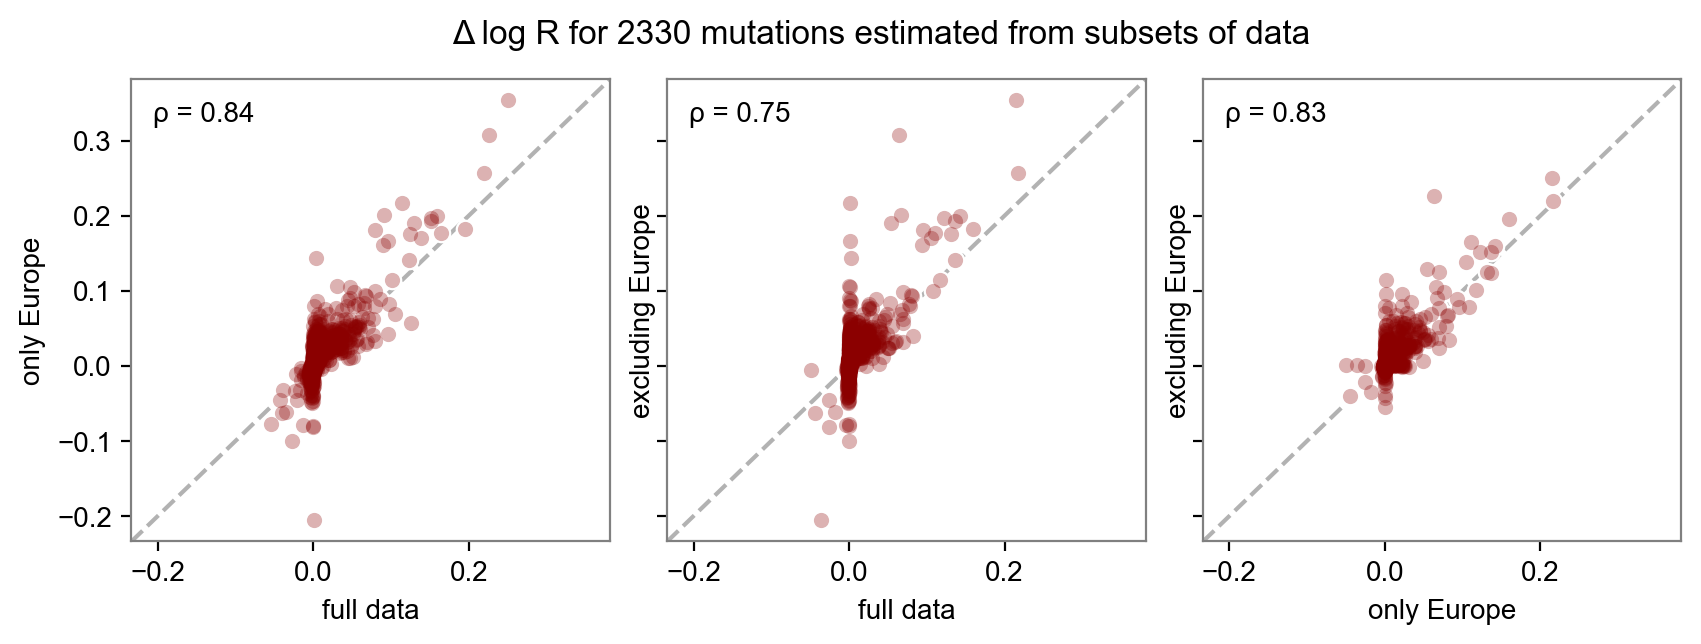 Δ log R for 2330 mutations estimated from subsets of data
ρ = 0.84
only Europe
0.3
0.2
0.1
0.0
−0.1
−0.2
−0.2 0.0 0.2
full data
ρ = 0.75
excluding Europe
−0.2 0.0 0.2
full data
ρ = 0.83
excluding Europe
−0.2 0.0 0.2
only Europe